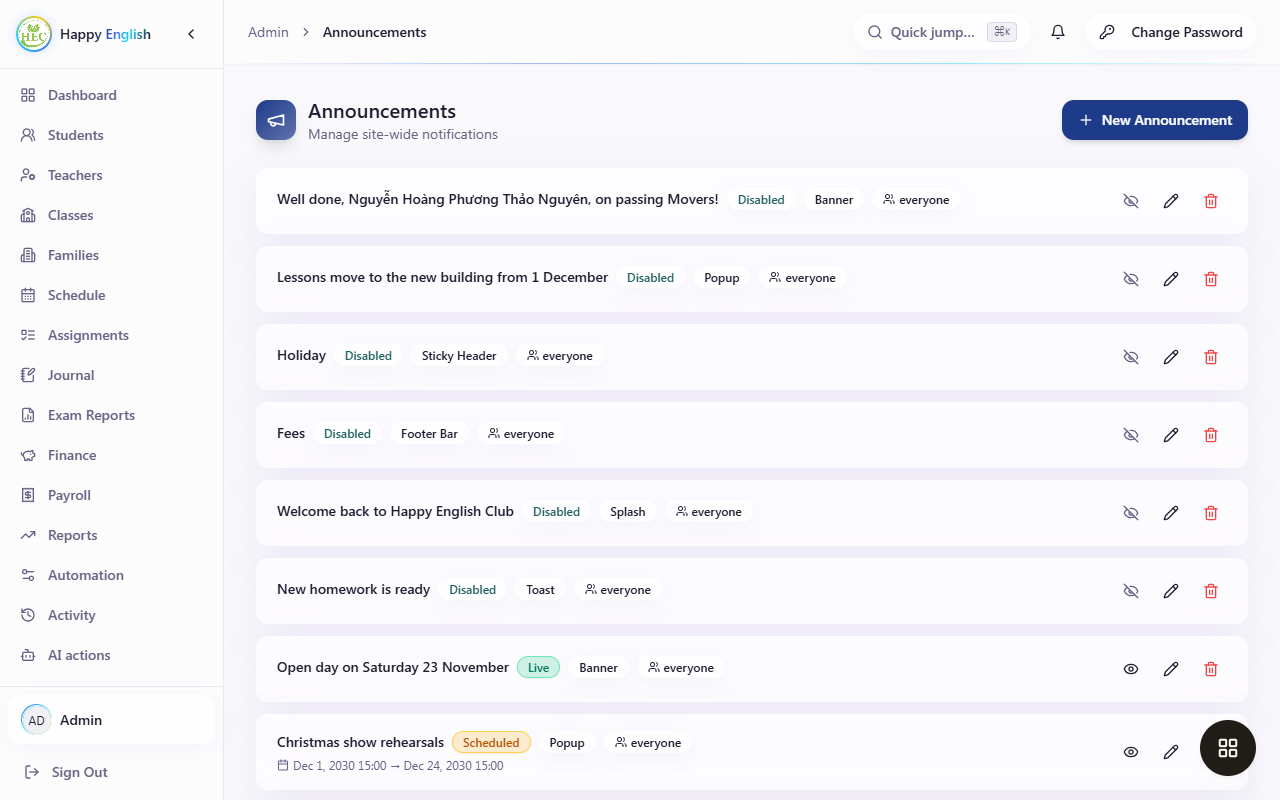 HEC
Happy English
Admin
Announcements
Quick jump...
⌘K
Change Password
Dashboard
Students
Teachers
Classes
Families
Schedule
Assignments
Journal
Exam Reports
Finance
Payroll
Reports
Automation
Activity
AI actions
AD
Admin
Sign Out
Announcements
Manage site-wide notifications
New Announcement
Well done, Nguyễn Hoàng Phương Thảo Nguyên, on passing Movers! Disabled Banner everyone
Lessons move to the new building from 1 December Disabled Popup everyone
Holiday Disabled Sticky Header everyone
Fees Disabled Footer Bar everyone
Welcome back to Happy English Club Disabled Splash everyone
New homework is ready Disabled Toast everyone
Open day on Saturday 23 November Live Banner everyone
Christmas show rehearsals Scheduled Popup everyone
Dec 1, 2030 15:00 → Dec 24, 2030 15:00